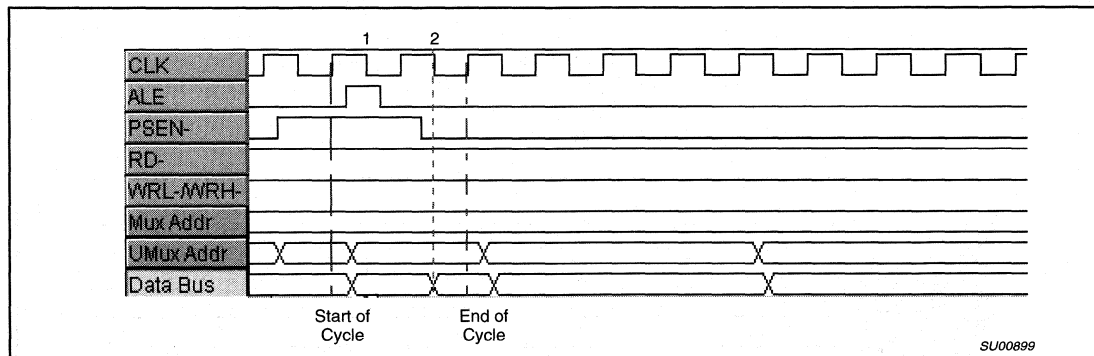 1 2
CLK
ALE
PSEN-
RD-
WRL-/WRH-
Mux Addr
UMux Addr
Data Bus
Start of
Cycle
End of
Cycle
SU00899